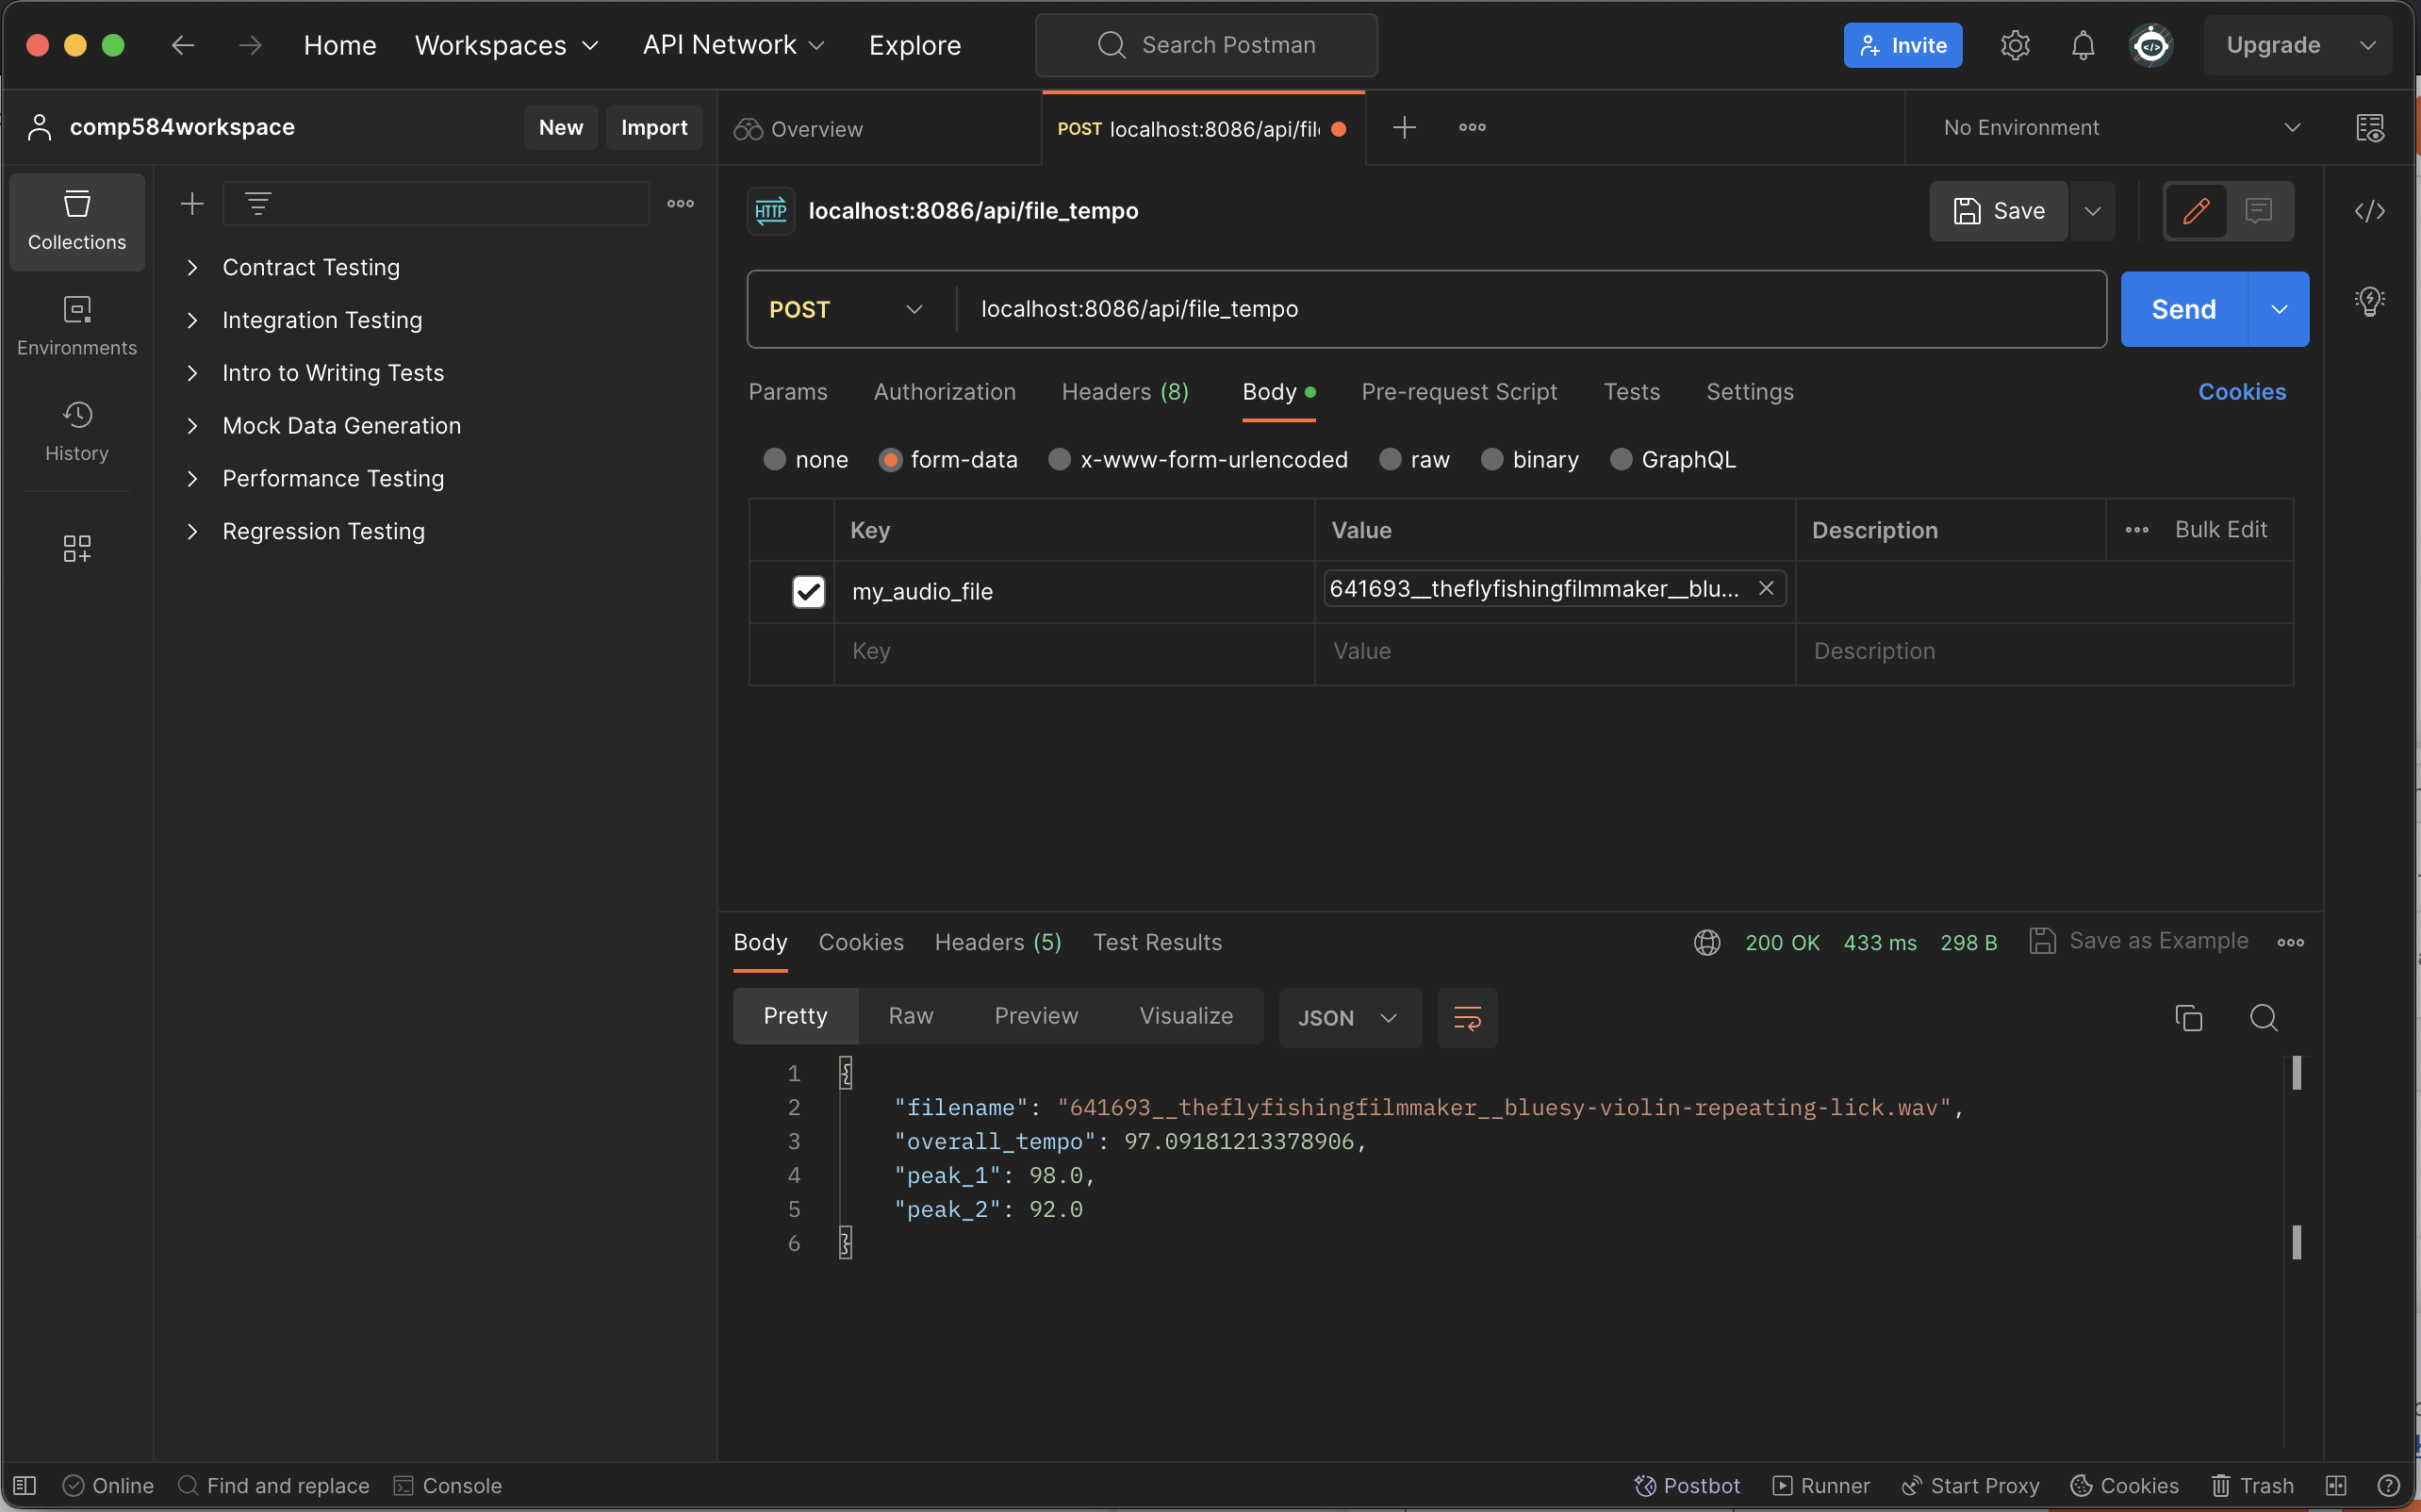 Home Workspaces API Network Explore Search Postman Invite Upgrade
comp584workspace New Import Overview POST localhost:8086/api/fil No Environment
Collections
Environments
History
Contract Testing
Integration Testing
Intro to Writing Tests
Mock Data Generation
Performance Testing
Regression Testing
HTTP localhost:8086/api/file_tempo Save
POST localhost:8086/api/file_tempo Send
Params Authorization Headers (8) Body Pre-request Script Tests Settings Cookies
none form-data x-www-form-urlencoded raw binary GraphQL
Key Value Description Bulk Edit
my_audio_file 641693__theflyfishingfilmmaker__blu...
Key Value Description
Body Cookies Headers (5) Test Results 200 OK 433 ms 298 B Save as Example
Pretty Raw Preview Visualize JSON
1 {
2 "filename": "641693__theflyfishingfilmmaker__bluesy-violin-repeating-lick.wav",
3 "overall_tempo": 97.09181213378906,
4 "peak_1": 98.0,
5 "peak_2": 92.0
6 }
Online Find and replace Console Postbot Runner Start Proxy Cookies Trash